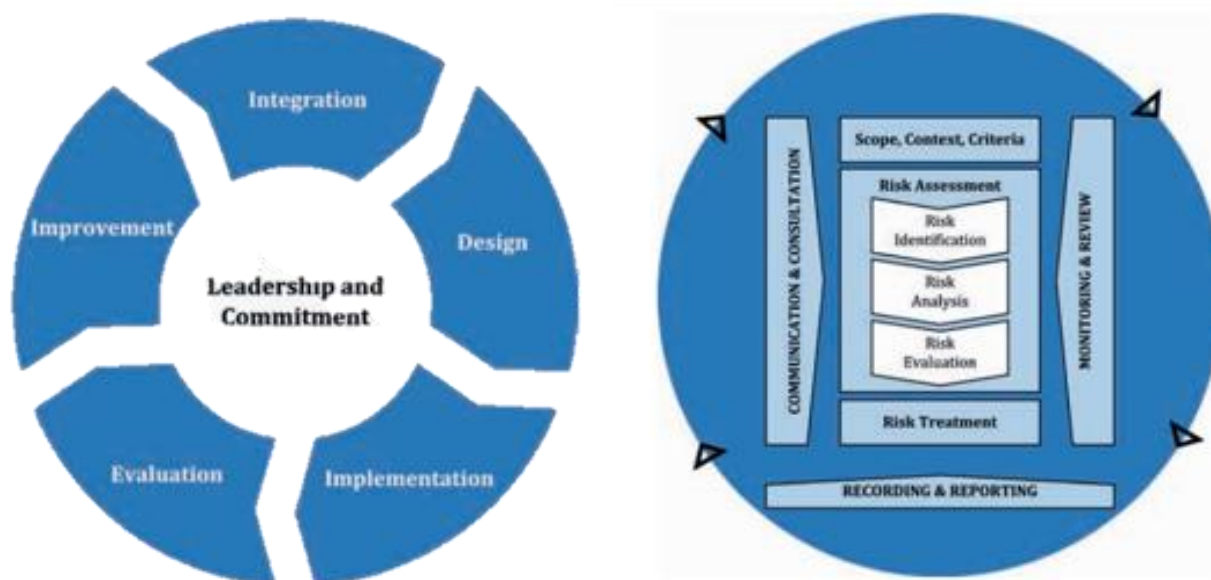 Integration
Design
Implementation
Evaluation
Improvement
Leadership and
Commitment
COMMUNICATION & CONSULTATION
Scope, Context, Criteria
Risk Assessment
Risk
Identification
Risk
Analysis
Risk
Evaluation
Risk Treatment
MONITORING & REVIEW
RECORDING & REPORTING